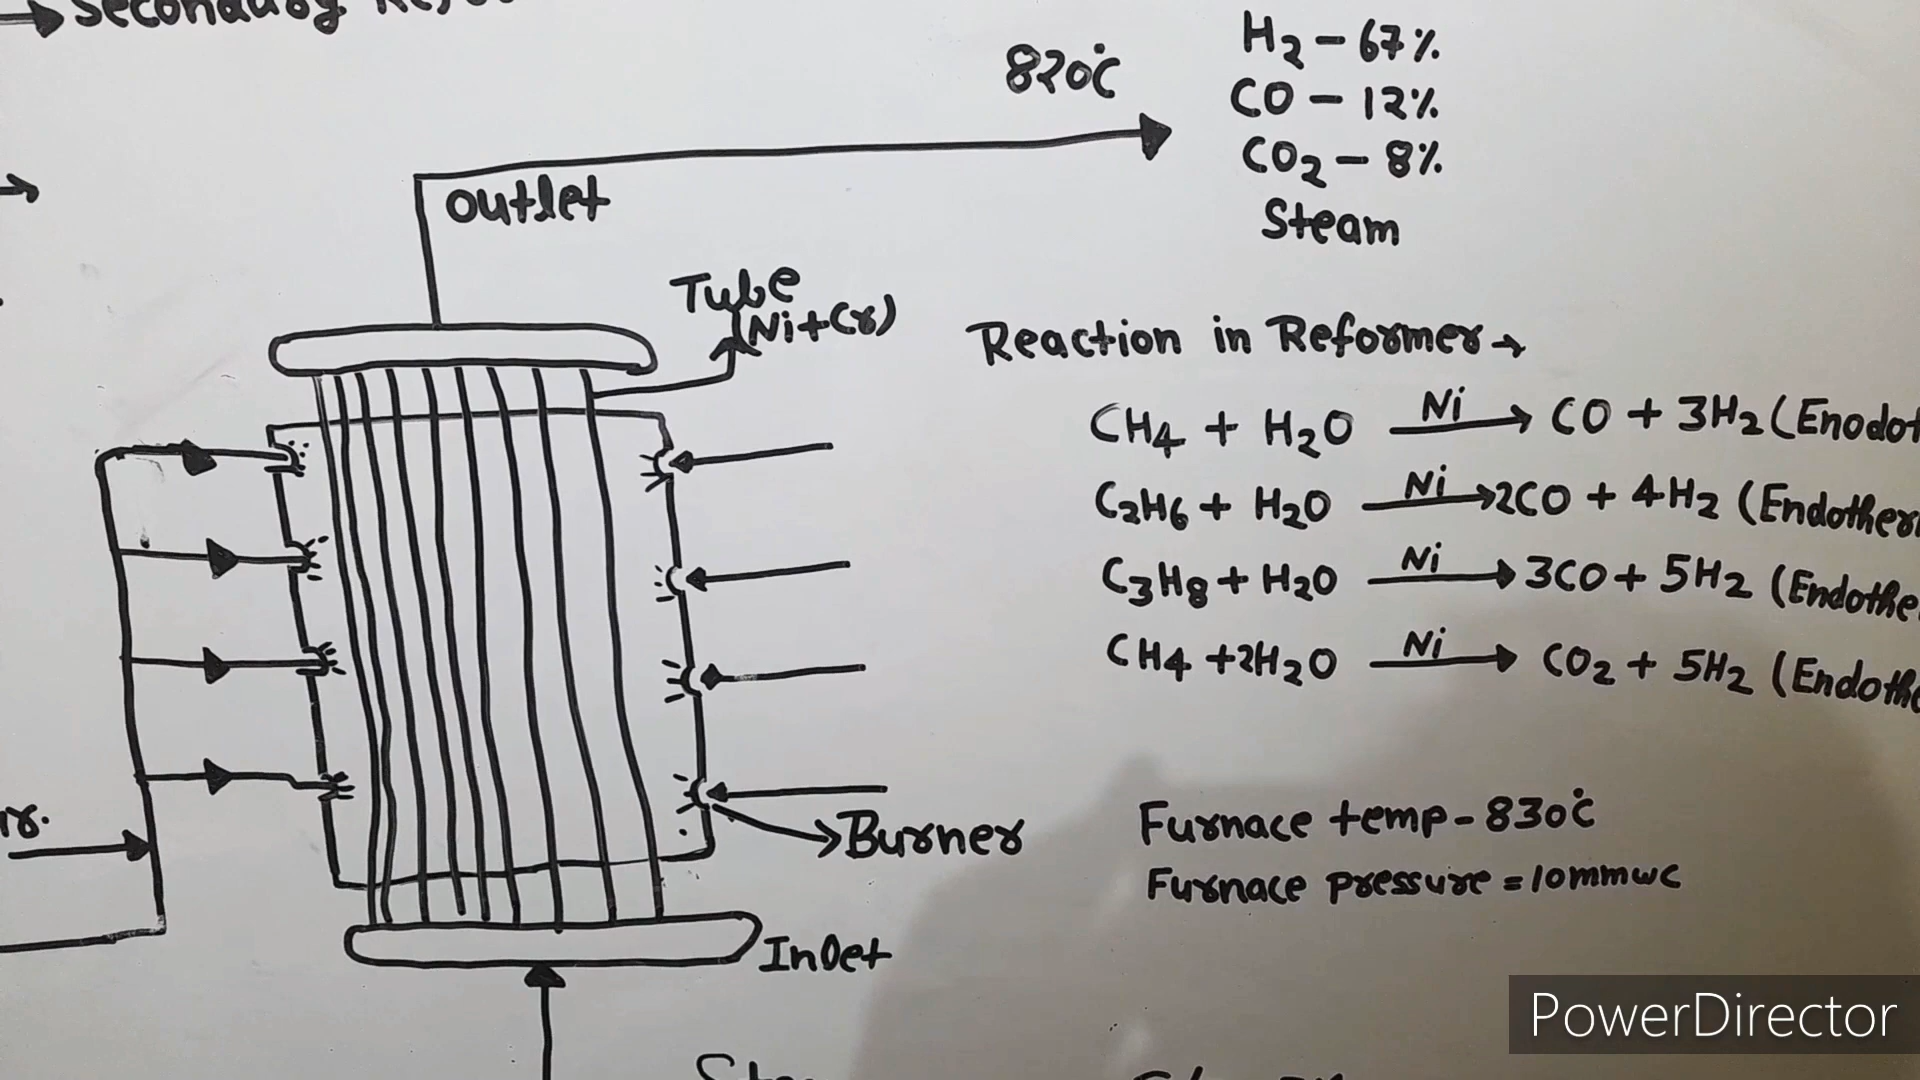 Secondary
820°C
H2 - 67%
CO - 12%
CO2 - 8%
Steam
outlet
Tube
(Ni+Cr)
Reaction in Reformer →
CH4 + H2O Ni→ CO + 3H2 (Enodot
C2H6 + H2O Ni→ 2CO + 4H2 (Endother
C3H8 + H2O Ni→ 3CO + 5H2 (Endothe
CH4 + 2H2O Ni→ CO2 + 5H2 (Endothe
Burner
Furnace temp - 830°C
Furnace pressure = 10mmwc
Inlet
PowerDirector